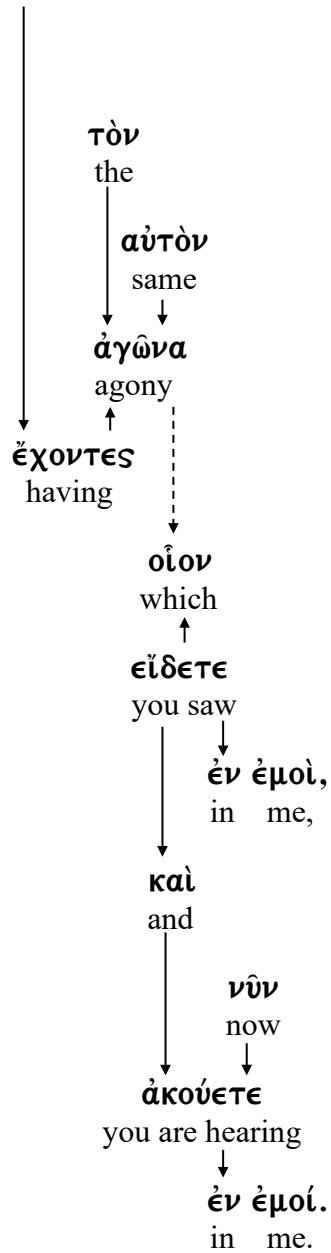 τὸν
the
αὐτὸν
same
ἀγῶνα
agony
ἔχοντες
having
οἷον
which
εἴδετε
you saw
ἐν ἐμοὶ,
in me,
καὶ
and
νῦν
now
ἀκούετε
you are hearing
ἐν ἐμοί.
in me.